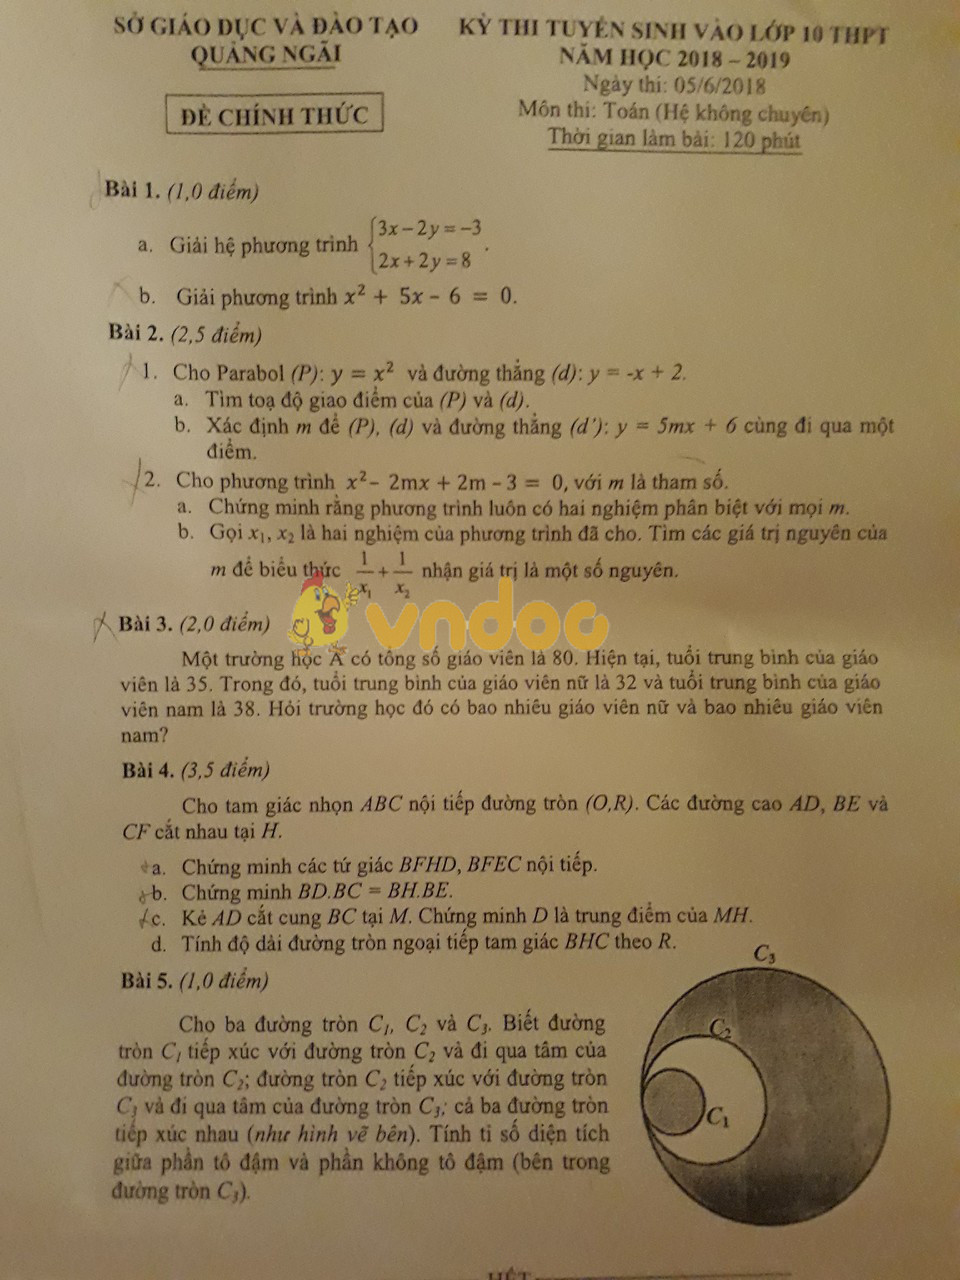 SỞ GIÁO DỤC VÀ ĐÀO TẠO
QUẢNG NGÃI
KỲ THI TUYỂN SINH VÀO LỚP 10 THPT
NĂM HỌC 2018 – 2019
Ngày thi: 05/6/2018
ĐỀ CHÍNH THỨC
Môn thi: Toán (Hệ không chuyên)
Thời gian làm bài: 120 phút
Bài 1. (1,0 điểm)
a. Giải hệ phương trình { 3x − 2y = −3
2x + 2y = 8 .
b. Giải phương trình x² + 5x − 6 = 0.
Bài 2. (2,5 điểm)
1. Cho Parabol (P): y = x² và đường thẳng (d): y = -x + 2.
a. Tìm toạ độ giao điểm của (P) và (d).
b. Xác định m để (P), (d) và đường thẳng (d'): y = 5mx + 6 cùng đi qua một
điểm.
2. Cho phương trình x² – 2mx + 2m – 3 = 0, với m là tham số.
a. Chứng minh rằng phương trình luôn có hai nghiệm phân biệt với mọi m.
b. Gọi x₁, x₂ là hai nghiệm của phương trình đã cho. Tìm các giá trị nguyên của
m để biểu thức 1/x₁ + 1/x₂ nhận giá trị là một số nguyên.
vndoc
Bài 3. (2,0 điểm)
Một trường học A có tổng số giáo viên là 80. Hiện tại, tuổi trung bình của giáo
viên là 35. Trong đó, tuổi trung bình của giáo viên nữ là 32 và tuổi trung bình của giáo
viên nam là 38. Hỏi trường học đó có bao nhiêu giáo viên nữ và bao nhiêu giáo viên
nam?
Bài 4. (3,5 điểm)
Cho tam giác nhọn ABC nội tiếp đường tròn (O,R). Các đường cao AD, BE và
CF cắt nhau tại H.
a. Chứng minh các tứ giác BFHD, BFEC nội tiếp.
b. Chứng minh BD.BC = BH.BE.
c. Kẻ AD cắt cung BC tại M. Chứng minh D là trung điểm của MH.
d. Tính độ dài đường tròn ngoại tiếp tam giác BHC theo R.
Bài 5. (1,0 điểm)
Cho ba đường tròn C₁, C₂ và C₃. Biết đường
tròn C₁ tiếp xúc với đường tròn C₂ và đi qua tâm của
đường tròn C₂; đường tròn C₂ tiếp xúc với đường tròn
C₃ và đi qua tâm của đường tròn C₃; cả ba đường tròn
tiếp xúc nhau (như hình vẽ bên). Tính tỉ số diện tích
giữa phần tô đậm và phần không tô đậm (bên trong
đường tròn C₃).
C₃
C₂
C₁
HẾT